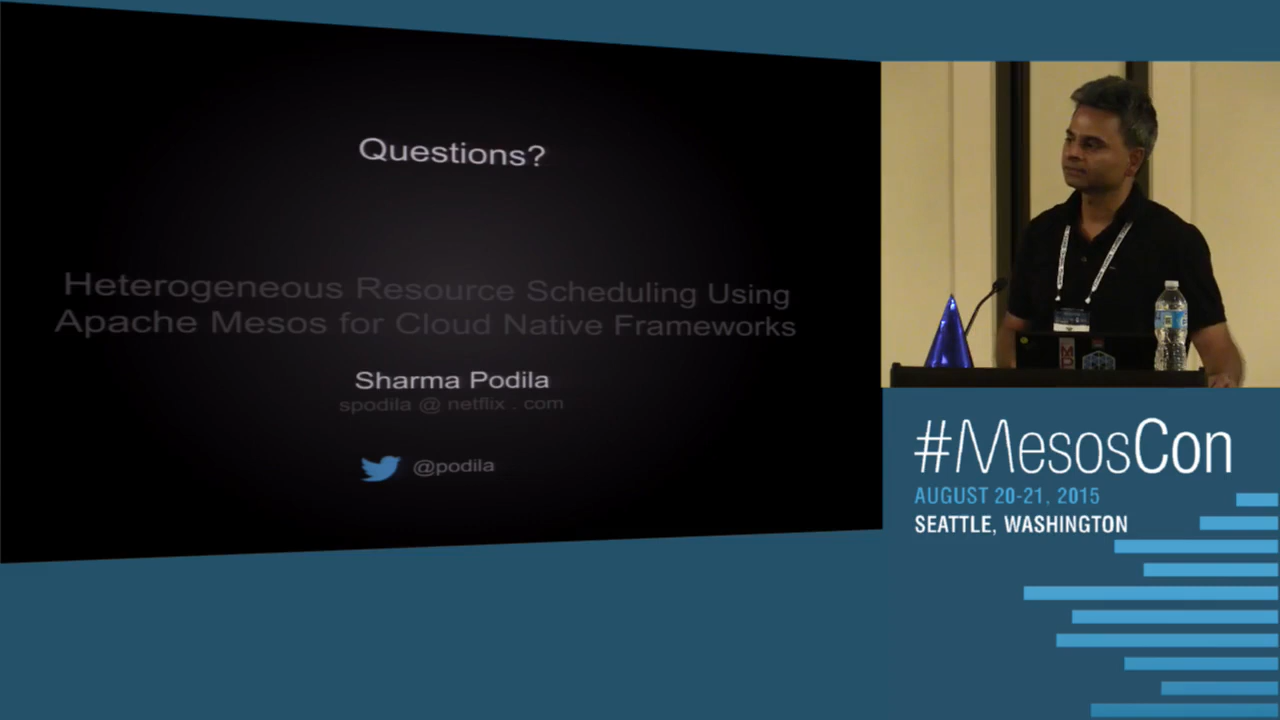 Questions?
Heterogeneous Resource Scheduling Using
Apache Mesos for Cloud Native Frameworks
Sharma Podila
spodila @ netflix . com
@podila
#MesosCon
AUGUST 20-21, 2015
SEATTLE, WASHINGTON